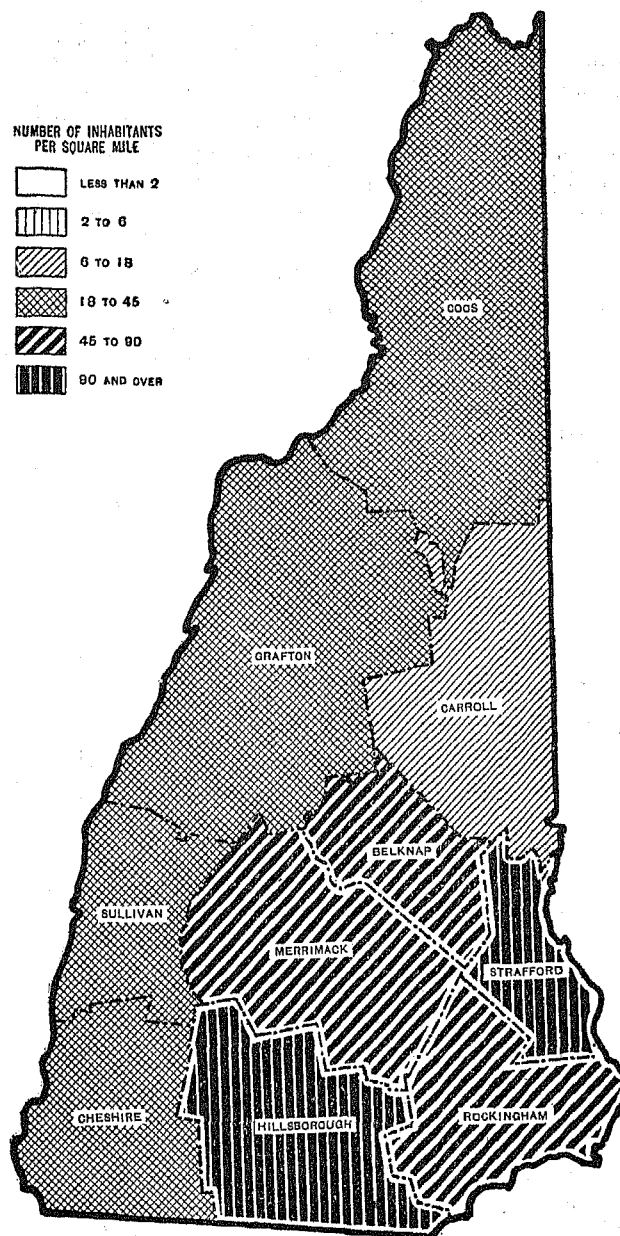 NUMBER OF INHABITANTS
PER SQUARE MILE
LESS THAN 2
2 TO 6
6 TO 18
18 TO 45
45 TO 90
90 AND OVER
COOS
GRAFTON
CARROLL
BELKNAP
SULLIVAN
MERRIMACK
STRAFFORD
CHESHIRE
HILLSBOROUGH
ROCKINGHAM